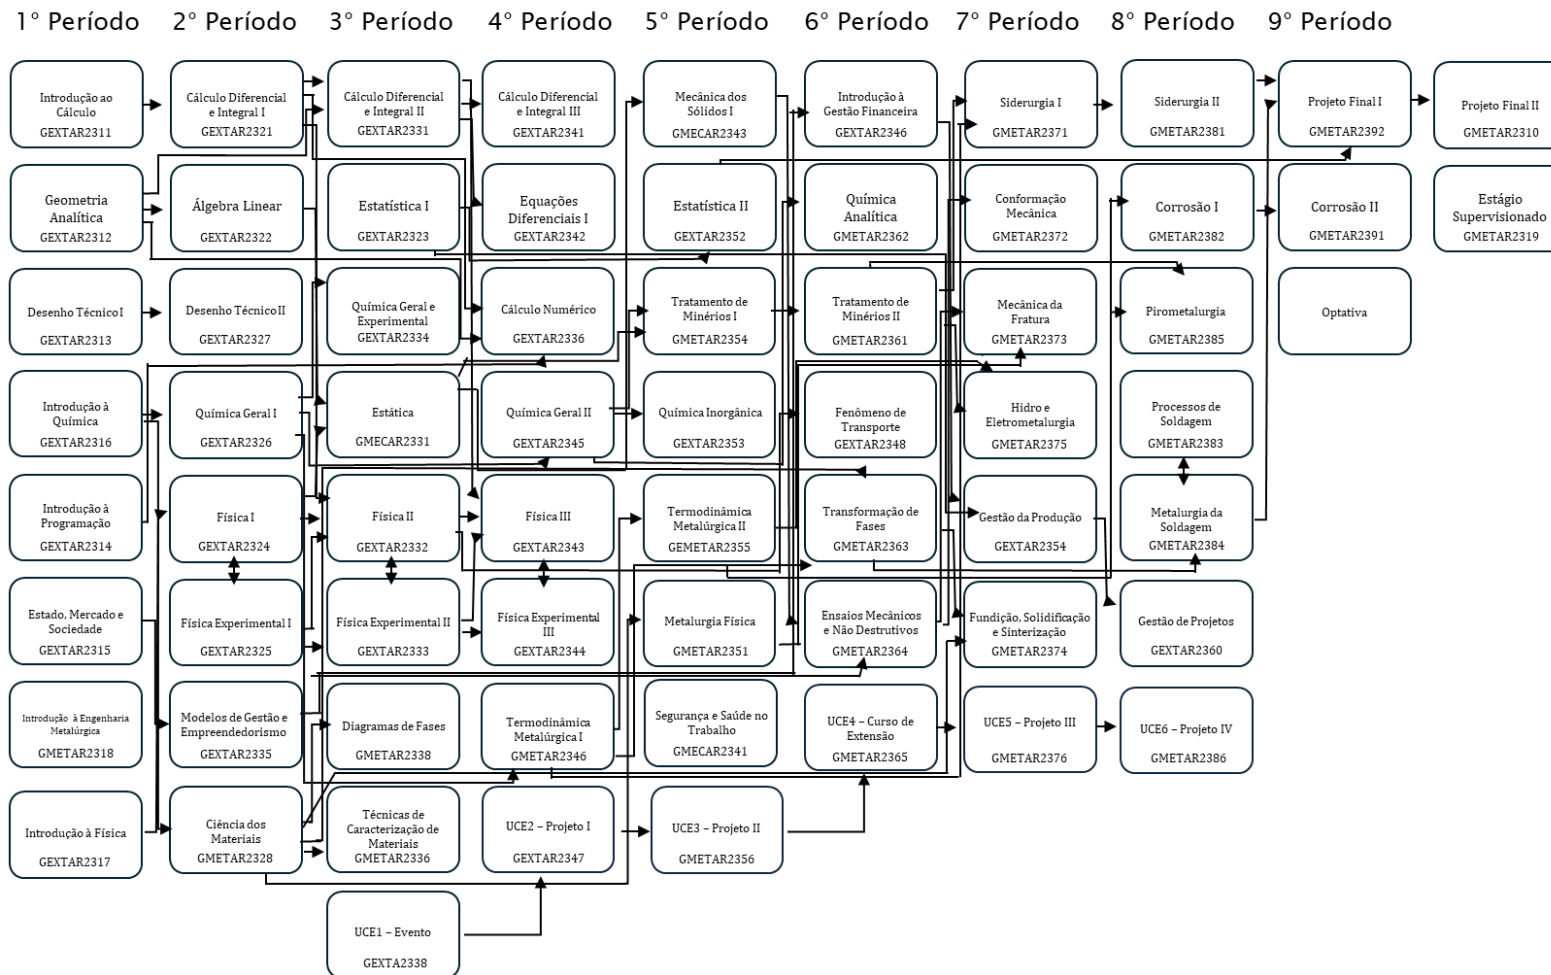 1° Período
2° Período
3° Período
4° Período
5° Período
6° Período
7° Período
8° Período
9° Período
Introdução ao
Cálculo
GEXTAR2311
Cálculo Diferencial
e Integral I
GEXTAR2321
Cálculo Diferencial
e Integral II
GEXTAR2331
Cálculo Diferencial
e Integral III
GEXTAR2341
Mecânica dos
Sólidos I
GMECAR2343
Introdução à
Gestão Financeira
GEXTAR2346
Siderurgia I
GMETAR2371
Siderurgia II
GMETAR2381
Projeto Final I
GMETAR2392
Projeto Final II
GMETAR2310
Geometria
Analítica
GEXTAR2312
Álgebra Linear
GEXTAR2322
Estatística I
GEXTAR2323
Equações
Diferenciais I
GEXTAR2342
Estatística II
GEXTAR2352
Química
Analítica
GMETAR2362
Conformação
Mecânica
GMETAR2372
Corrosão I
GMETAR2382
Corrosão II
GMETAR2391
Estágio
Supervisionado
GMETAR2319
Desenho Técnico I
GEXTAR2313
Desenho Técnico II
GEXTAR2327
Química Geral e
Experimental
GEXTAR2334
Cálculo Numérico
GEXTAR2336
Tratamento de
Minérios I
GMETAR2354
Tratamento de
Minérios II
GMETAR2361
Mecânica da
Fratura
GMETAR2373
Pirometalurgia
GMETAR2385
Optativa
Introdução à
Química
GEXTAR2316
Química Geral I
GEXTAR2326
Estática
GMECAR2331
Química Geral II
GEXTAR2345
Química Inorgânica
GEXTAR2353
Fenômeno de
Transporte
GEXTAR2348
Hidro e
Eletrometalurgia
GMETAR2375
Processos de
Soldagem
GMETAR2383
Introdução à
Programação
GEXTAR2314
Física I
GEXTAR2324
Física II
GEXTAR2332
Física III
GEXTAR2343
Termodinâmica
Metalúrgica II
GEMETAR2355
Transformação de
Fases
GMETAR2363
Gestão da Produção
GEXTAR2354
Metalurgia da
Soldagem
GMETAR2384
Estado, Mercado e
Sociedade
GEXTAR2315
Física Experimental I
GEXTAR2325
Física Experimental II
GEXTAR2333
Física Experimental
III
GEXTAR2344
Metalurgia Física
GMETAR2351
Ensaios Mecânicos
e Não Destrutivos
GMETAR2364
Fundição, Solidificação
e Sinterização
GMETAR2374
Gestão de Projetos
GEXTAR2360
Introdução à Engenharia
Metalúrgica
GMETAR2318
Modelos de Gestão e
Empreendedorismo
GEXTAR2335
Diagramas de Fases
GMETAR2338
Termodinâmica
Metalúrgica I
GMETAR2346
Segurança e Saúde no
Trabalho
GMECAR2341
UCE4 – Curso de
Extensão
GMETAR2365
UCE5 – Projeto III
GMETAR2376
UCE6 – Projeto IV
GMETAR2386
Introdução à Física
GEXTAR2317
Ciência dos
Materiais
GMETAR2328
Técnicas de
Caracterização de
Materiais
GMETAR2336
UCE2 – Projeto I
GEXTAR2347
UCE3 – Projeto II
GMETAR2356
UCE1 – Evento
GEXTA2338